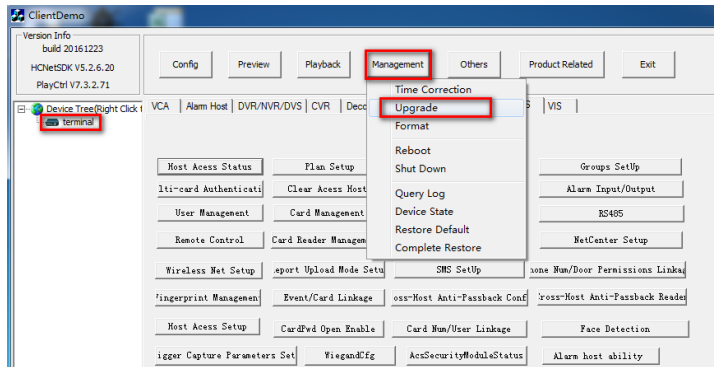 ClientDemo
Version Info
build 20161223
HCNetSDK V5.2.6.20
PlayCtrl V7.3.2.71
Config Preview Playback Management Others Product Related Exit
Time Correction
Upgrade
Format
Reboot
Shut Down
Query Log
Device State
Restore Default
Complete Restore
Device Tree(Right Click
terminal
VCA Alarm Host DVR/NVR/DVS CVR Deco S VIS
Host Acess Status Plan Setup Groups SetUp
lti-card Authenticati Clear Acess Host Alarm Input/Output
User Management Card Management RS485
Remote Control Card Reader Managem NetCenter Setup
Wireless Net Setup eport Upload Mode Setu SMS SetUp hone Num/Door Permissions Linka
Fingerprint Managemen Event/Card Linkage oss-Host Anti-Passback Conf Cross-Host Anti-Passback Reader
Host Acess Setup CardPwd Open Enable Card Num/User Linkage Face Detection
igger Capture Parameters Set WiegandCfg AcsSecurityModuleStatus Alarm host ability